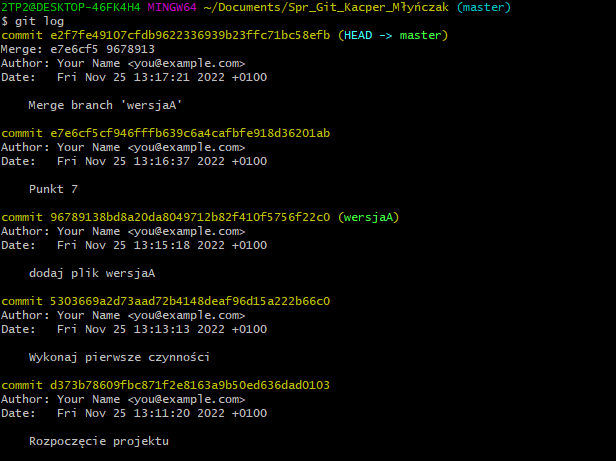 2TP2@DESKTOP-46FK4H4 MINGW64 ~/Documents/Spr_Git_Kacper_Młyńczak (master)
$ git log
commit e2f7fe49107cfdb9622336939b23ffc71bc58efb (HEAD -> master)
Merge: e7e6cf5 9678913
Author: Your Name <you@example.com>
Date:   Fri Nov 25 13:17:21 2022 +0100
    Merge branch 'wersjaA'
commit e7e6cf5cf946fffb639c6a4cafbfe918d36201ab
Author: Your Name <you@example.com>
Date:   Fri Nov 25 13:16:37 2022 +0100
    Punkt 7
commit 96789138bd8a20da8049712b82f410f5756f22c0 (wersjaA)
Author: Your Name <you@example.com>
Date:   Fri Nov 25 13:15:18 2022 +0100
    dodaj plik wersjaA
commit 5303669a2d73aad72b4148deaf96d15a222b66c0
Author: Your Name <you@example.com>
Date:   Fri Nov 25 13:13:13 2022 +0100
    Wykonaj pierwsze czynności
commit d373b78609fbc871f2e8163a9b50ed636dad0103
Author: Your Name <you@example.com>
Date:   Fri Nov 25 13:11:20 2022 +0100
    Rozpoczęcie projektu